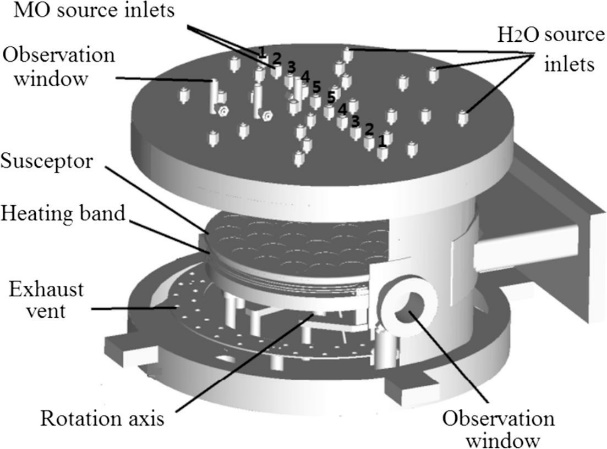 MO source inlets
H2O source
inlets
Observation
window
1
2
3
4
5
5
4
3
2
1
Susceptor
Heating band
Exhaust
vent
Rotation axis
Observation
window